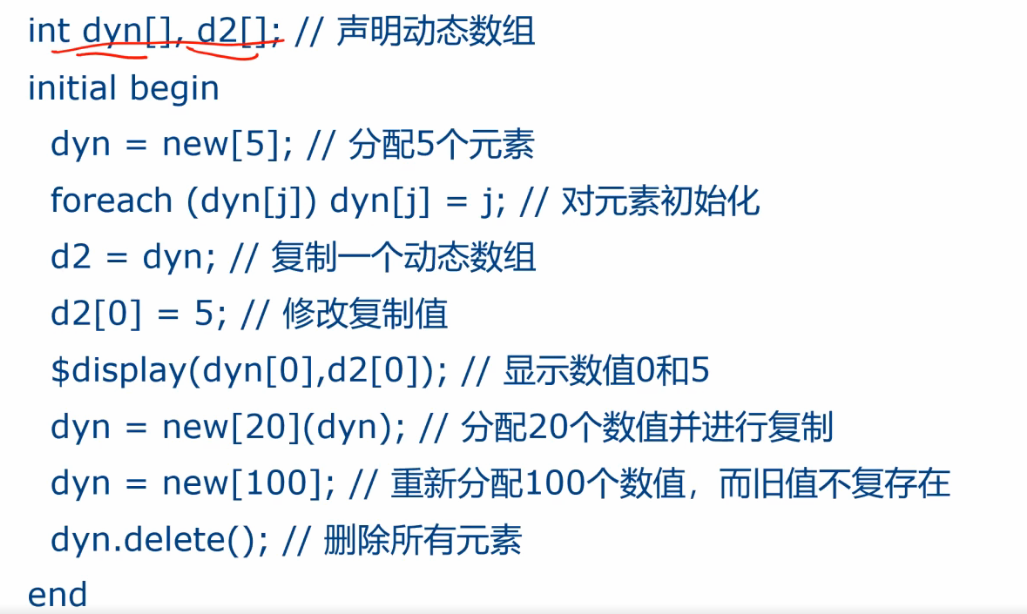 int dyn[], d2[]; // 声明动态数组
initial begin
dyn = new[5]; // 分配5个元素
foreach (dyn[j]) dyn[j] = j; // 对元素初始化
d2 = dyn; // 复制一个动态数组
d2[0] = 5; // 修改复制值
$display(dyn[0],d2[0]); // 显示数值0和5
dyn = new[20](dyn); // 分配20个数值并进行复制
dyn = new[100]; // 重新分配100个数值，而旧值不复存在
dyn.delete(); // 删除所有元素
end